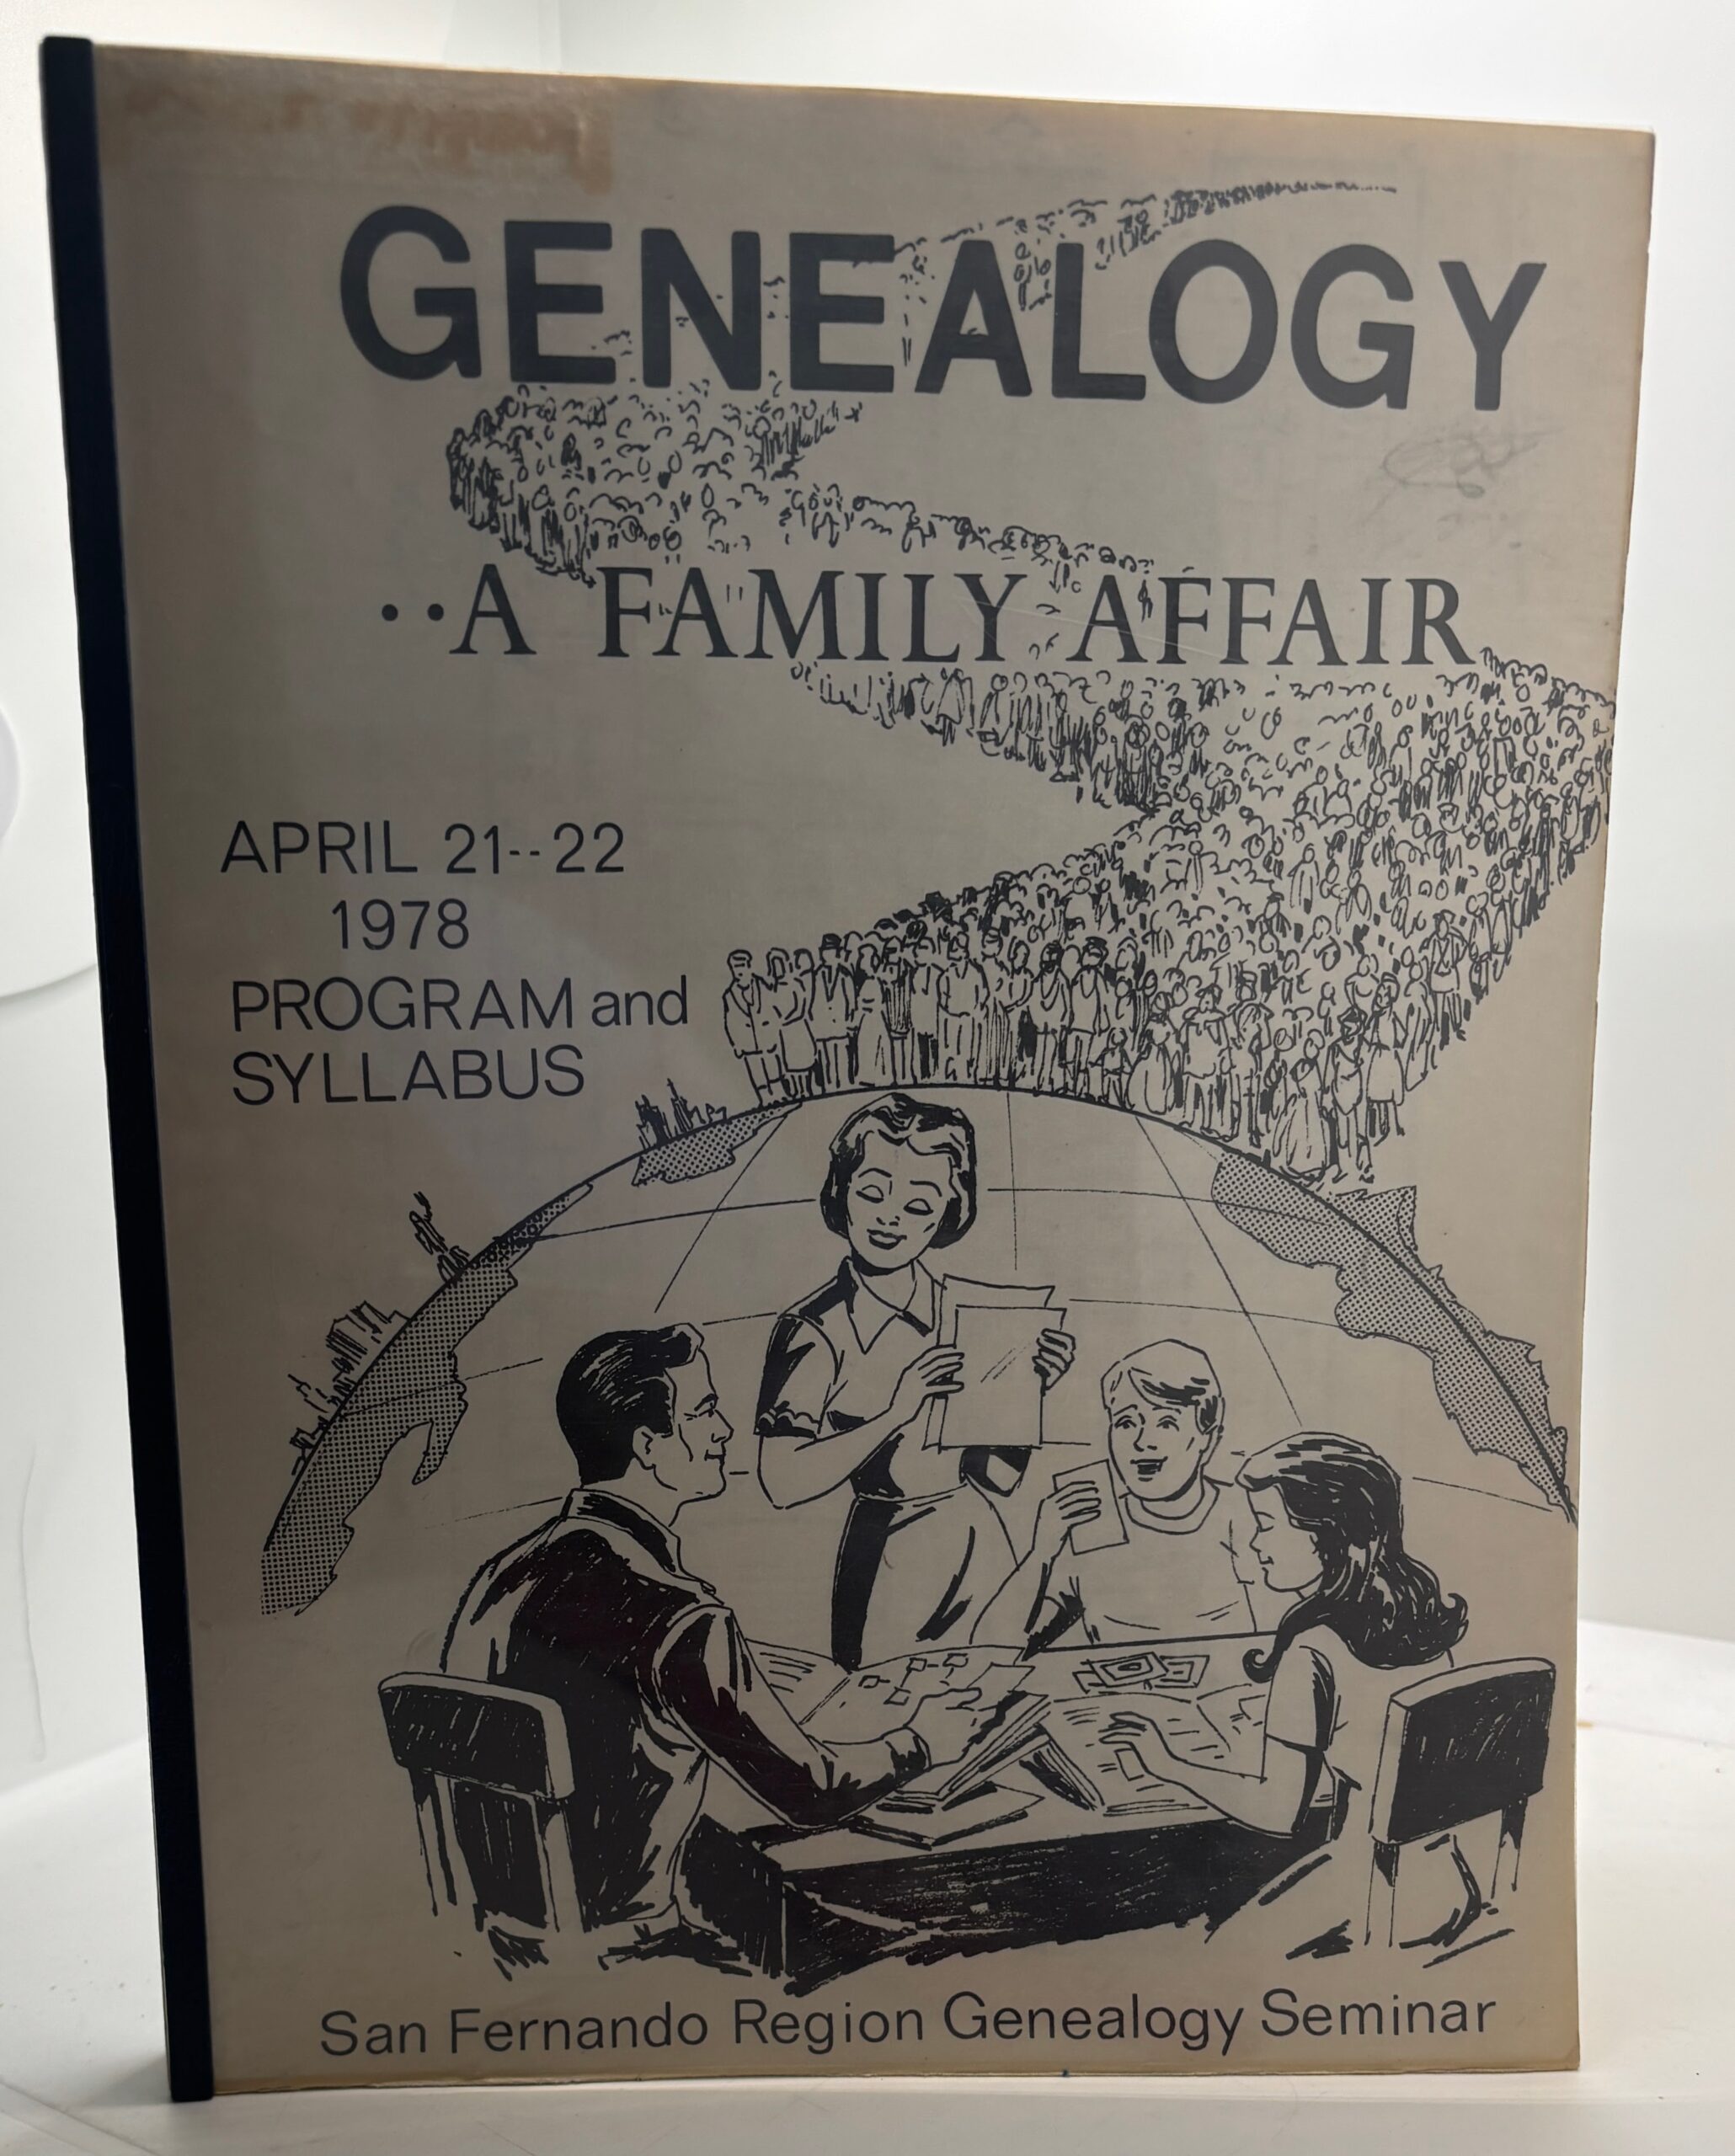 GENEALOGY
..A FAMILY AFFAIR
APRIL 21--22
1978
PROGRAM and
SYLLABUS
San Fernando Region Genealogy Seminar